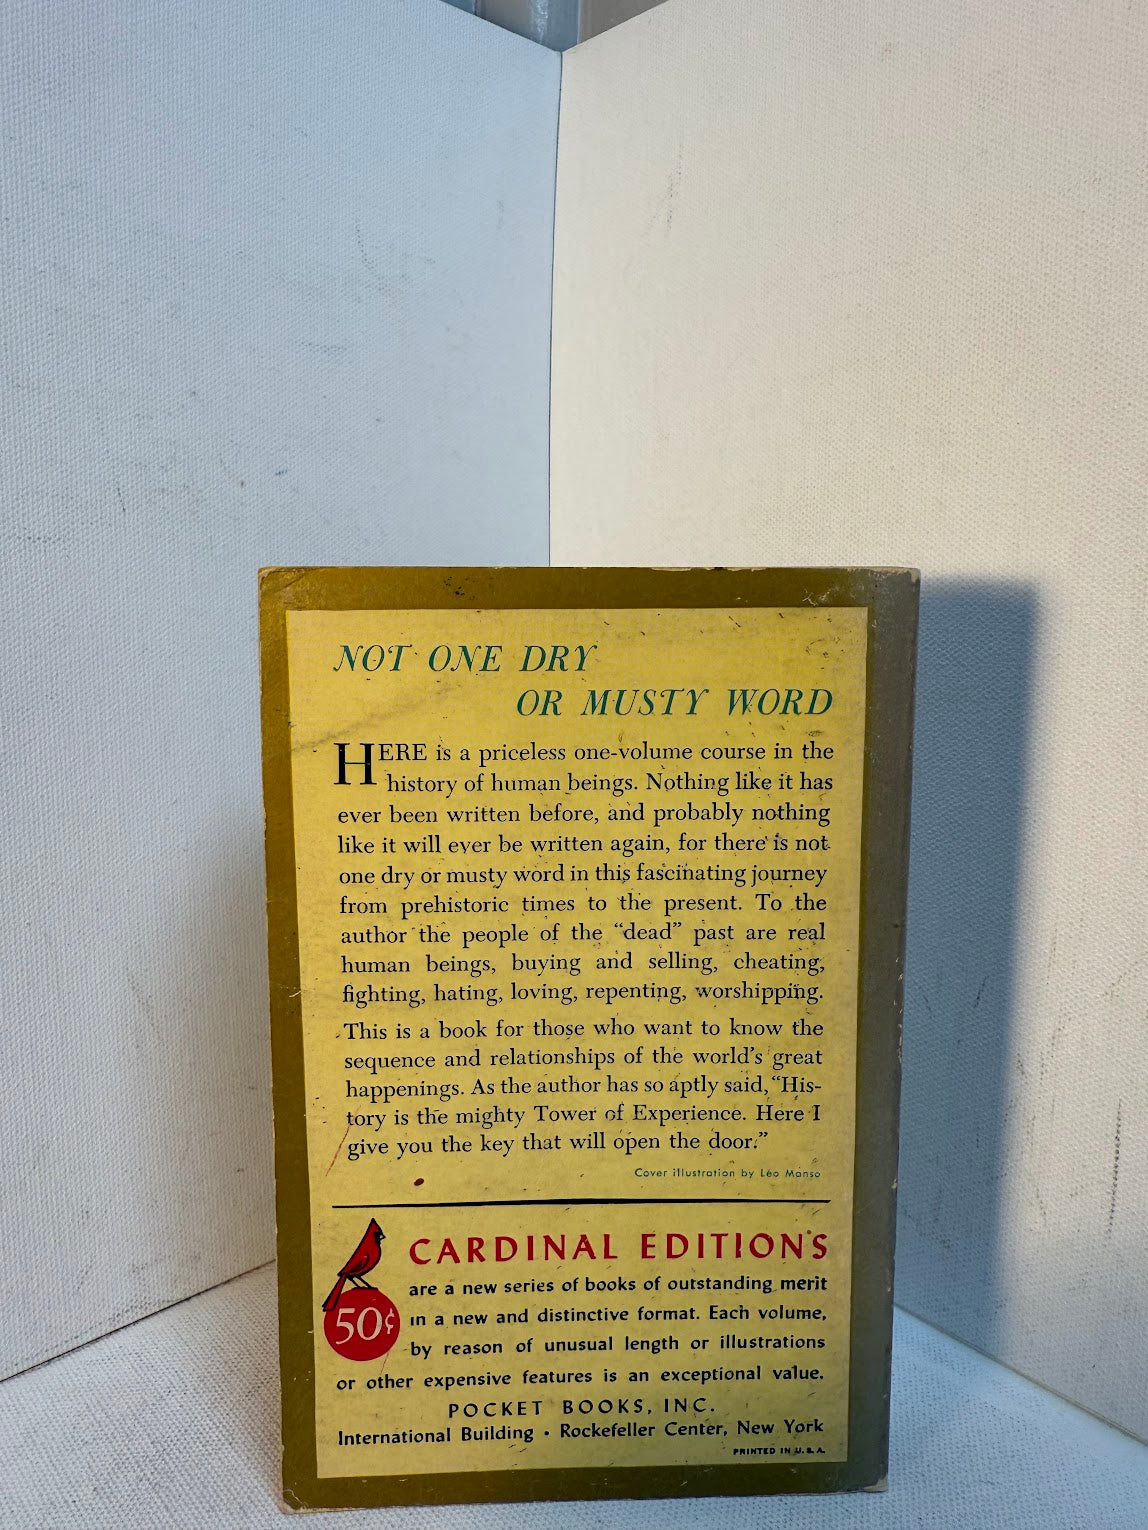 NOT ONE DRY
OR MUSTY WORD
HERE is a priceless one-volume course in the
history of human beings. Nothing like it has
ever been written before, and probably nothing
like it will ever be written again, for there is not
one dry or musty word in this fascinating journey
from prehistoric times to the present. To the
author the people of the “dead” past are real
human beings, buying and selling, cheating,
fighting, hating, loving, repenting, worshipping.
This is a book for those who want to know the
sequence and relationships of the world’s great
happenings. As the author has so aptly said, “His-
tory is the mighty Tower of Experience. Here I
give you the key that will open the door.”
Cover illustration by Leo Manso
CARDINAL EDITIONS
are a new series of books of outstanding merit
in a new and distinctive format. Each volume,
50¢
by reason of unusual length or illustrations
or other expensive features is an exceptional value.
POCKET BOOKS, INC.
International Building • Rockefeller Center, New York
PRINTED IN U.S.A.